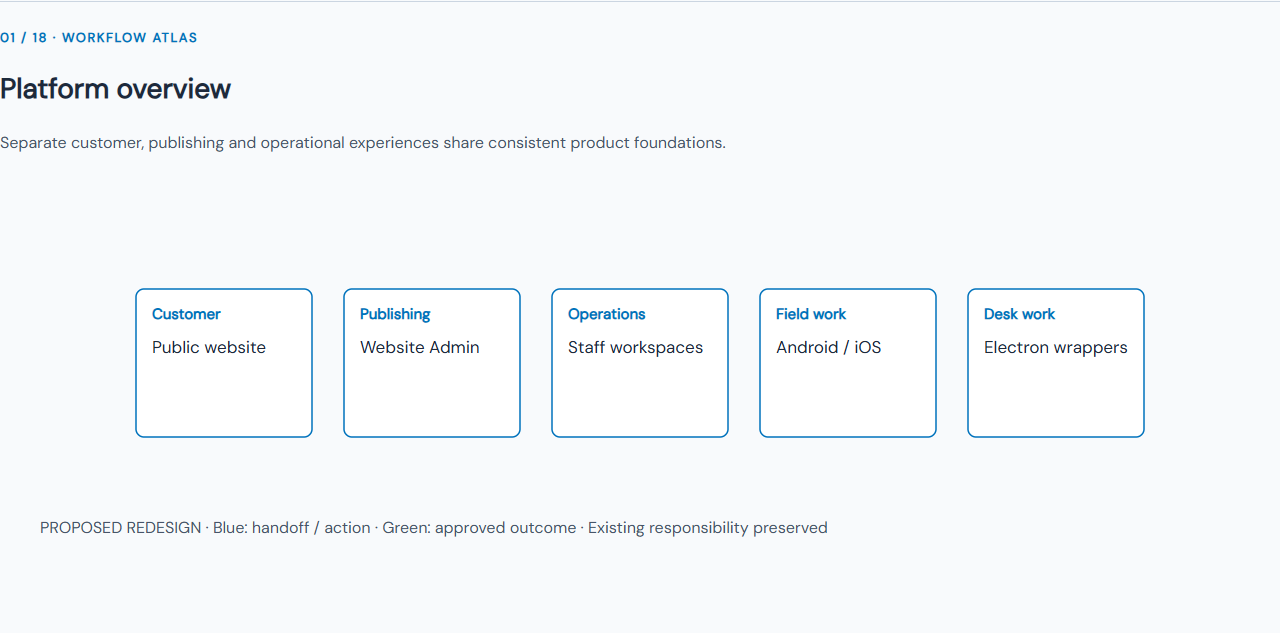 01 / 18 · WORKFLOW ATLAS
Platform overview
Separate customer, publishing and operational experiences share consistent product foundations.
Customer
Public website
Publishing
Website Admin
Operations
Staff workspaces
Field work
Android / iOS
Desk work
Electron wrappers
PROPOSED REDESIGN · Blue: handoff / action · Green: approved outcome · Existing responsibility preserved